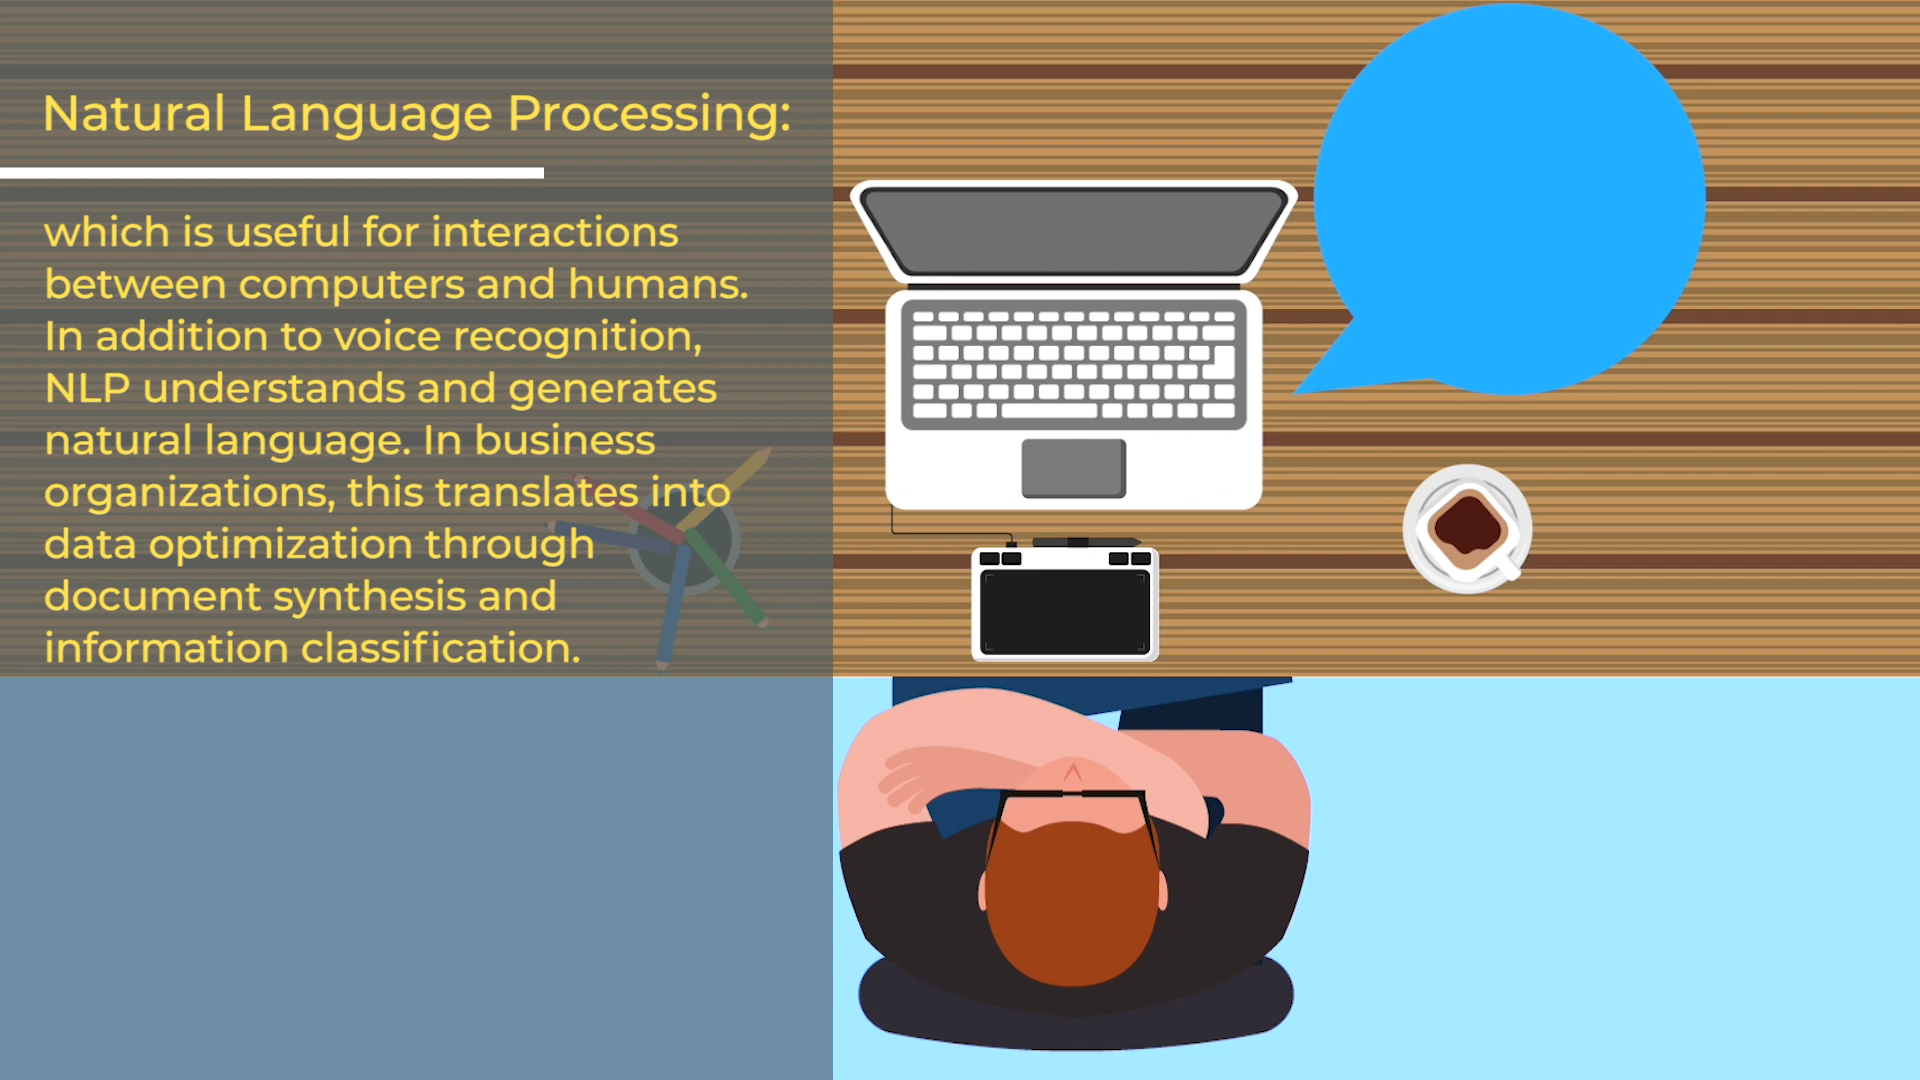 Natural Language Processing:
which is useful for interactions
between computers and humans.
In addition to voice recognition,
NLP understands and generates
natural language. In business
organizations, this translates into
data optimization through
document synthesis and
information classification.